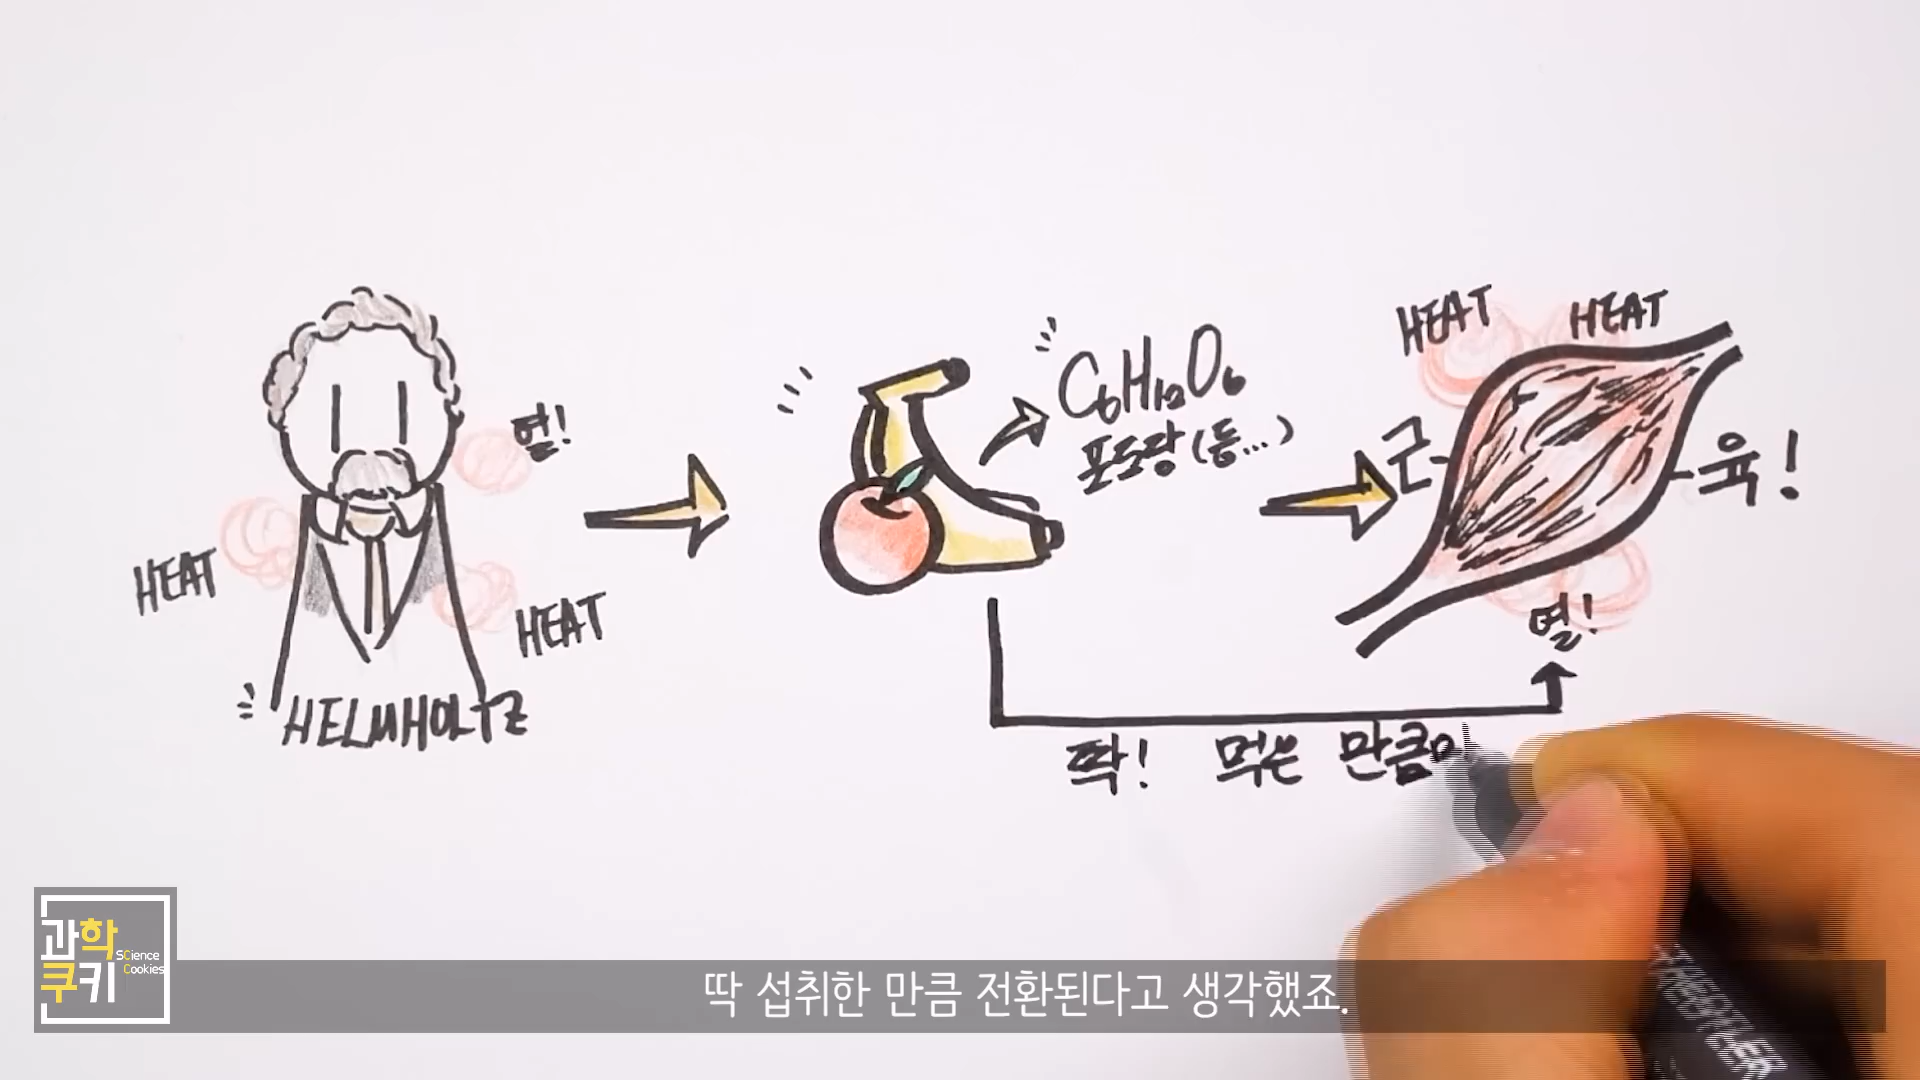 열!
HEAT
HEAT
HELMHOLTZ
C6H12O6
포도당(등...)
HEAT
HEAT
근-
-육!
열!
딱! 먹은 만큼
과학
쿠키
Science
Cookies
딱 섭취한 만큼 전환된다고 생각했죠.